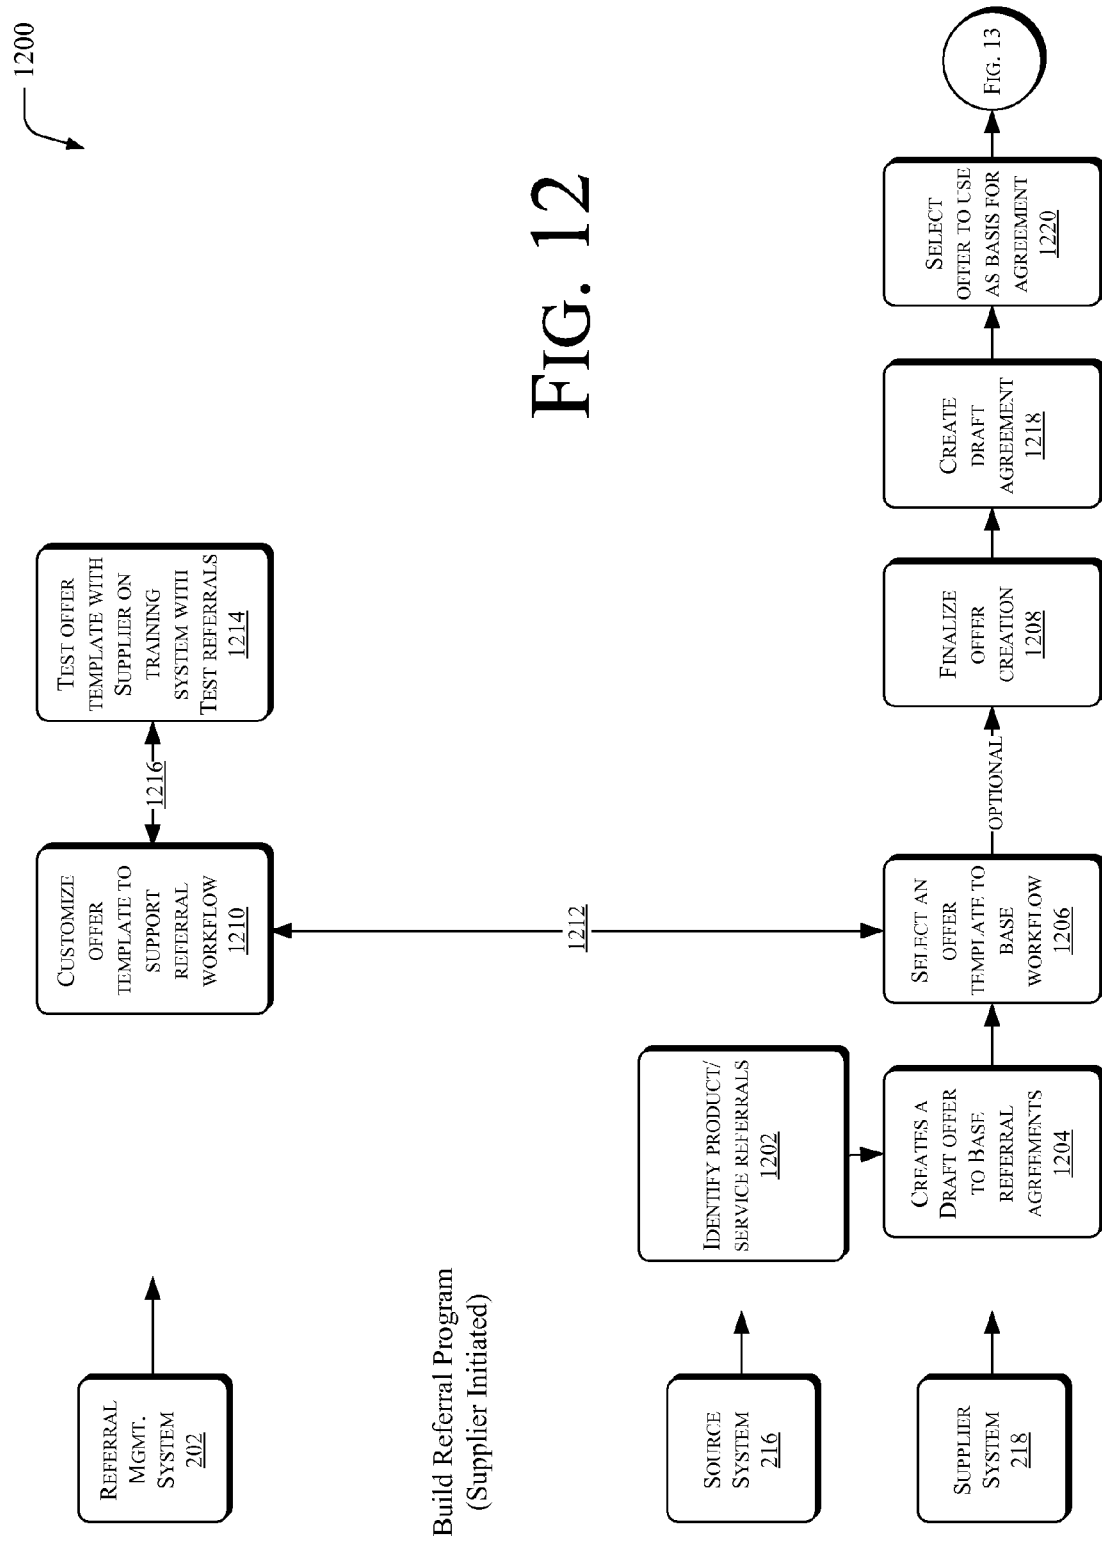 1200
REFERRAL
MGMT.
SYSTEM
202
CUSTOMIZE
OFFER
TEMPLATE TO
SUPPORT
REFERRAL
WORKFLOW
1210
1216
TEST OFFER
TEMPLATE WITH
SUPPLIER ON
TRAINING
SYSTEM WITH
TEST REFERRALS
1214
Build Referral Program
(Supplier Initiated)
1212
FIG. 12
SOURCE
SYSTEM
216
IDENTIFY PRODUCT/
SERVICE REFERRALS
1202
SUPPLIER
SYSTEM
218
CREATES A
DRAFT OFFER
TO BASE
REFERRAL
AGREEMENTS
1204
SELECT AN
OFFER
TEMPLATE TO
BASE
WORKFLOW
1206
OPTIONAL
FINALIZE
OFFER
CREATION
1208
CREATE
DRAFT
AGREEMENT
1218
SELECT
OFFER TO USE
AS BASIS FOR
AGREEMENT
1220
FIG. 13